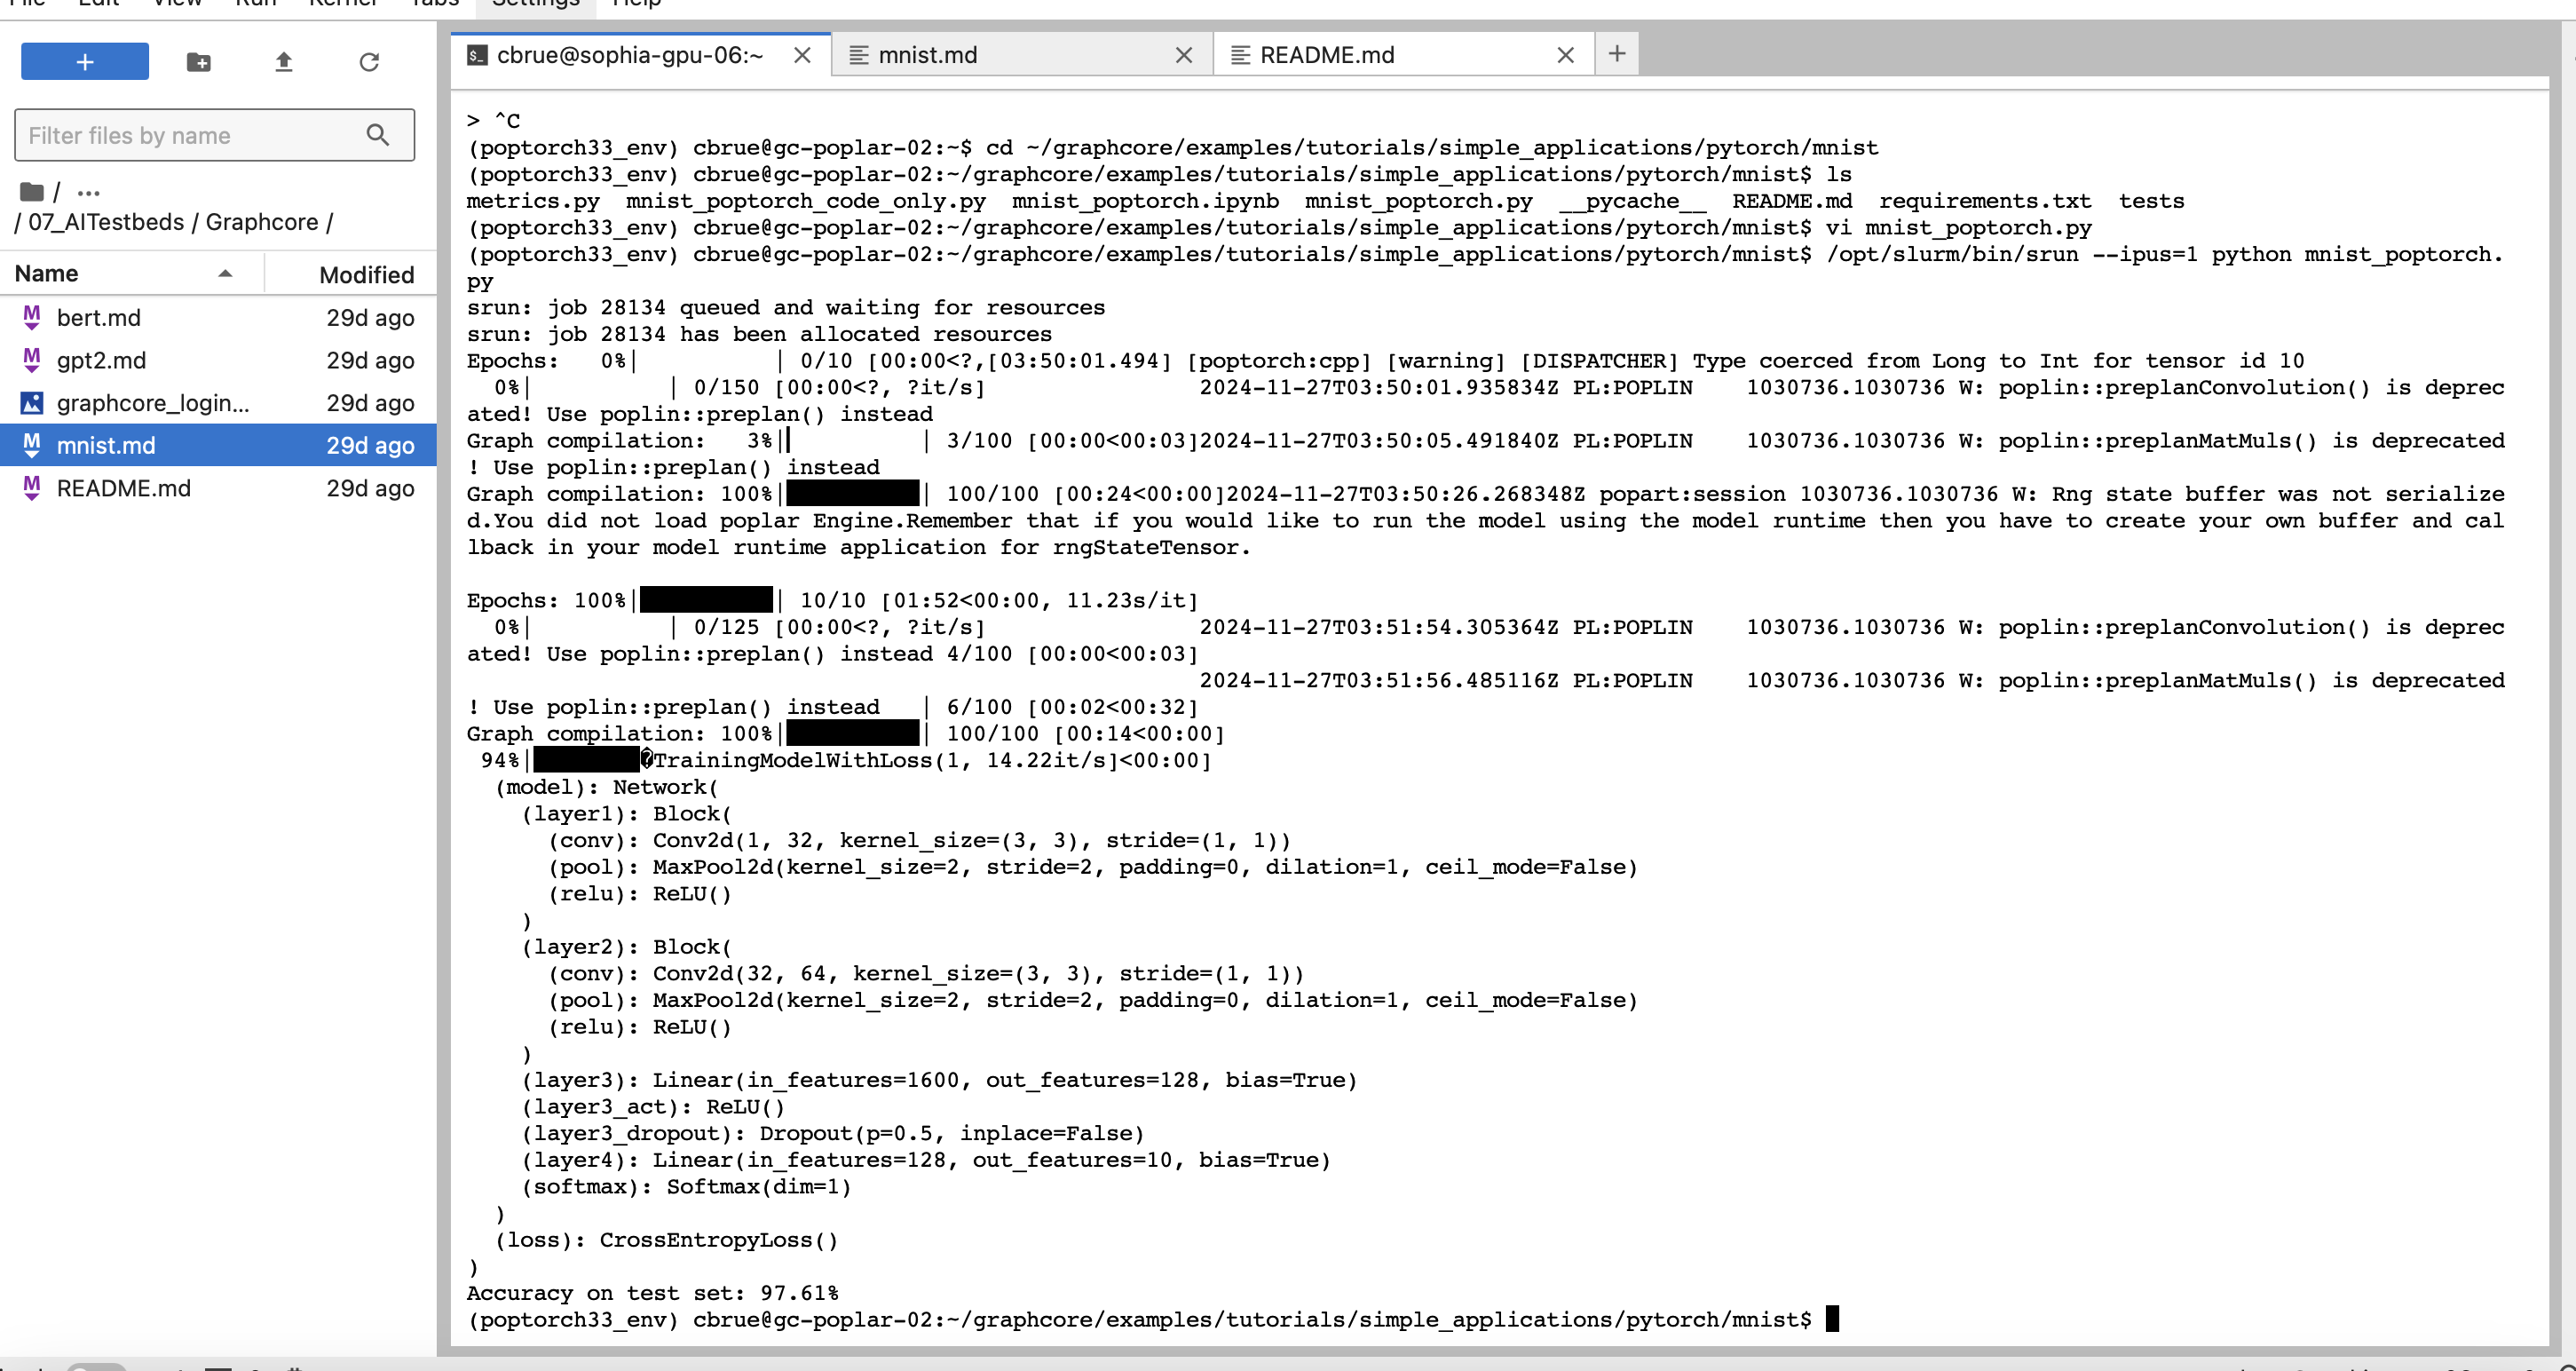 File Edit View Run Kernel Tabs Settings Help
+
Filter files by name
/ ...
/ 07_AITestbeds / Graphcore /
Name Modified
bert.md 29d ago
gpt2.md 29d ago
graphcore_login... 29d ago
mnist.md 29d ago
README.md 29d ago
cbrue@sophia-gpu-06:~ mnist.md README.md +
> ^C
(poptorch33_env) cbrue@gc-poplar-02:~$ cd ~/graphcore/examples/tutorials/simple_applications/pytorch/mnist
(poptorch33_env) cbrue@gc-poplar-02:~/graphcore/examples/tutorials/simple_applications/pytorch/mnist$ ls
metrics.py  mnist_poptorch_code_only.py  mnist_poptorch.ipynb  mnist_poptorch.py  __pycache__  README.md  requirements.txt  tests
(poptorch33_env) cbrue@gc-poplar-02:~/graphcore/examples/tutorials/simple_applications/pytorch/mnist$ vi mnist_poptorch.py
(poptorch33_env) cbrue@gc-poplar-02:~/graphcore/examples/tutorials/simple_applications/pytorch/mnist$ /opt/slurm/bin/srun --ipus=1 python mnist_poptorch.
py
srun: job 28134 queued and waiting for resources
srun: job 28134 has been allocated resources
Epochs:   0%|          | 0/10 [00:00<?,[03:50:01.494] [poptorch:cpp] [warning] [DISPATCHER] Type coerced from Long to Int for tensor id 10
  0%|          | 0/150 [00:00<?, ?it/s]                2024-11-27T03:50:01.935834Z PL:POPLIN    1030736.1030736 W: poplin::preplanConvolution() is deprec
ated! Use poplin::preplan() instead
Graph compilation:   3%|          | 3/100 [00:00<00:03]2024-11-27T03:50:05.491840Z PL:POPLIN    1030736.1030736 W: poplin::preplanMatMuls() is deprecated
! Use poplin::preplan() instead
Graph compilation: 100%|██████████| 100/100 [00:24<00:00]2024-11-27T03:50:26.268348Z popart:session 1030736.1030736 W: Rng state buffer was not serialize
d.You did not load poplar Engine.Remember that if you would like to run the model using the model runtime then you have to create your own buffer and cal
lback in your model runtime application for rngStateTensor.
Epochs: 100%|██████████| 10/10 [01:52<00:00, 11.23s/it]
  0%|          | 0/125 [00:00<?, ?it/s]                2024-11-27T03:51:54.305364Z PL:POPLIN    1030736.1030736 W: poplin::preplanConvolution() is deprec
ated! Use poplin::preplan() instead 4/100 [00:00<00:03]
2024-11-27T03:51:56.485116Z PL:POPLIN    1030736.1030736 W: poplin::preplanMatMuls() is deprecated
! Use poplin::preplan() instead   | 6/100 [00:02<00:32]
Graph compilation: 100%|██████████| 100/100 [00:14<00:00]
 94%|████████�TrainingModelWithLoss(1, 14.22it/s]<00:00]
  (model): Network(
    (layer1): Block(
      (conv): Conv2d(1, 32, kernel_size=(3, 3), stride=(1, 1))
      (pool): MaxPool2d(kernel_size=2, stride=2, padding=0, dilation=1, ceil_mode=False)
      (relu): ReLU()
    )
    (layer2): Block(
      (conv): Conv2d(32, 64, kernel_size=(3, 3), stride=(1, 1))
      (pool): MaxPool2d(kernel_size=2, stride=2, padding=0, dilation=1, ceil_mode=False)
      (relu): ReLU()
    )
    (layer3): Linear(in_features=1600, out_features=128, bias=True)
    (layer3_act): ReLU()
    (layer3_dropout): Dropout(p=0.5, inplace=False)
    (layer4): Linear(in_features=128, out_features=10, bias=True)
    (softmax): Softmax(dim=1)
  )
  (loss): CrossEntropyLoss()
)
Accuracy on test set: 97.61%
(poptorch33_env) cbrue@gc-poplar-02:~/graphcore/examples/tutorials/simple_applications/pytorch/mnist$